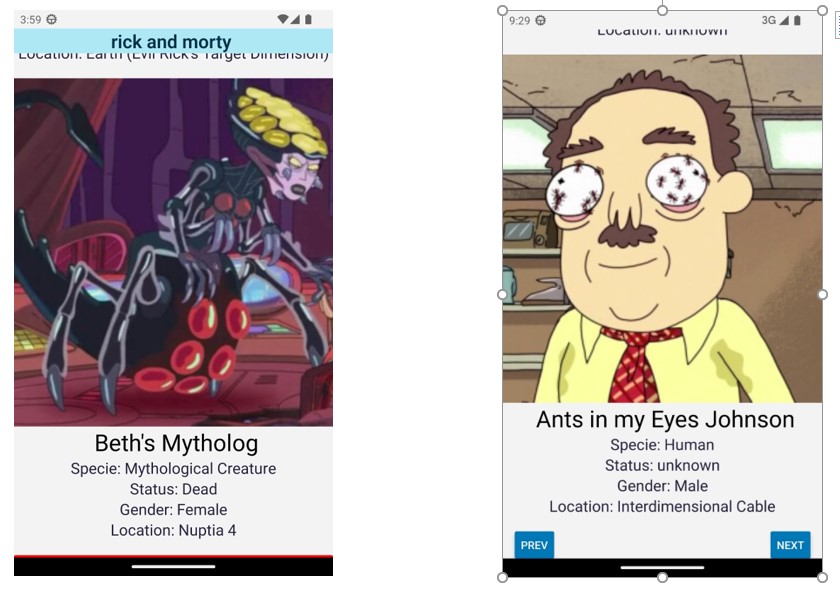 3:59
rick and morty
Location: Earth (Evil Rick's Target Dimension)
Beth's Mytholog
Specie: Mythological Creature
Status: Dead
Gender: Female
Location: Nuptia 4
9:29
3G
Location: unknown
Ants in my Eyes Johnson
Specie: Human
Status: unknown
Gender: Male
Location: Interdimensional Cable
PREV
NEXT